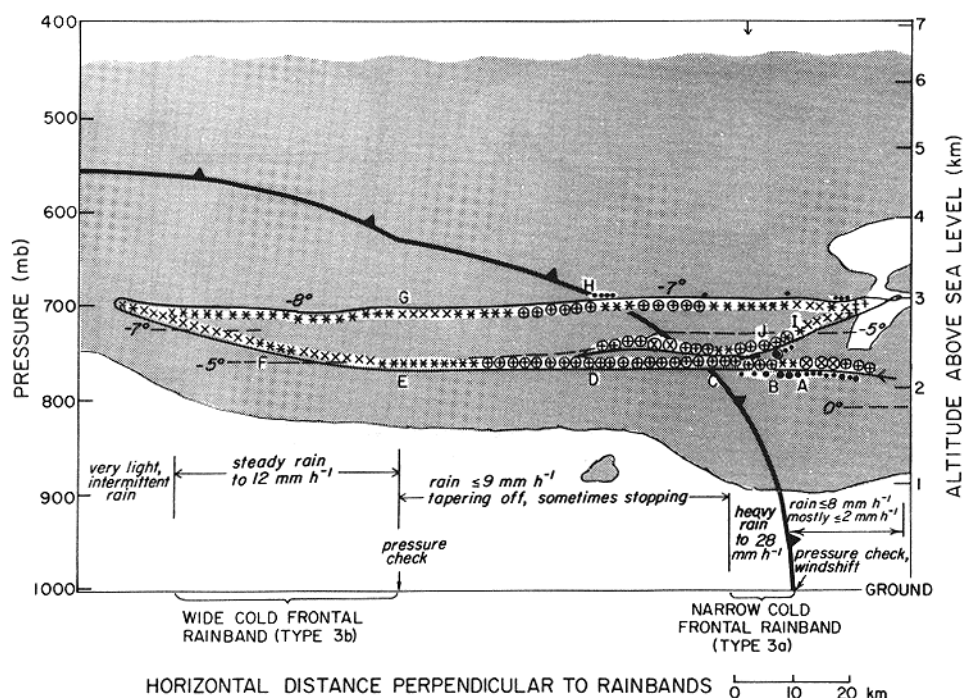 400
500
600
700
800
900
1000
PRESSURE (mb)
7
6
5
4
3
2
1
ALTITUDE ABOVE SEA LEVEL (km)
H
-8°
G
-7°
-7°
I
-5°
J
-5°
F
E
D
C
B
A
0°
very light,
intermittent
rain
steady rain
to 12 mm h⁻¹
rain ≤9 mm h⁻¹
tapering off, sometimes stopping
heavy
rain
to 28
mm h⁻¹
rain ≤8 mm h⁻¹
mostly ≤2 mm h⁻¹
pressure
check
pressure check,
windshift
GROUND
WIDE COLD FRONTAL
RAINBAND (TYPE 3b)
NARROW COLD
FRONTAL RAINBAND
(TYPE 3a)
HORIZONTAL DISTANCE PERPENDICULAR TO RAINBANDS
0 10 20 km